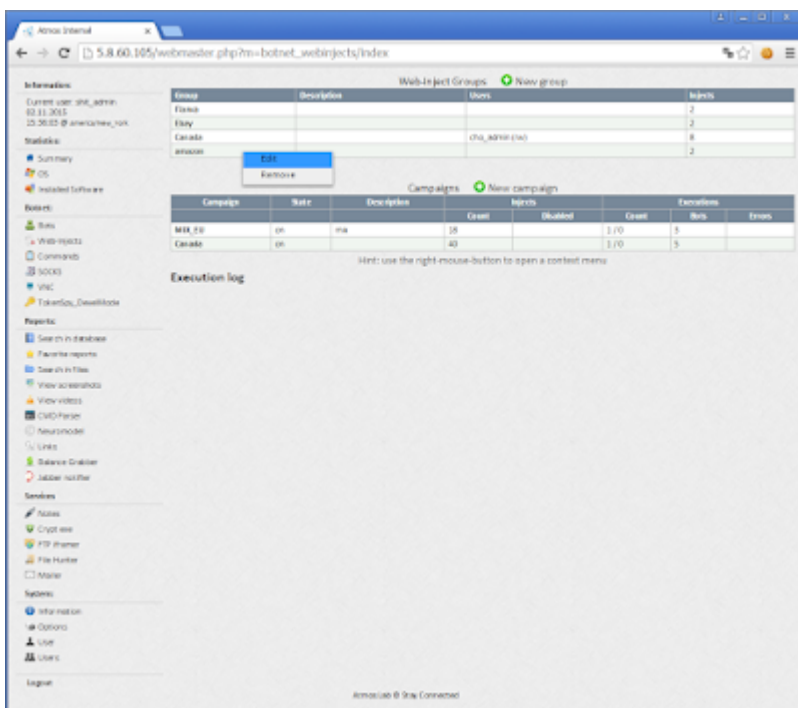 Atmos Internal
5.8.60.105/webmaster.php?m=botnet_webinjects/index
Information:
Current user: shit_admin
02.11.2015
Statistics:
Summary
OS
Installed Software
Botnet:
Bots
Web-Injects
Commands
SOCKS
VNC
TokenSpy_DevelMode
Reports:
Search in database
Favorite reports
Search in files
View screenshots
View videos
CMD Parser
Neuromodel
Links
Balance Grabber
Jabber notifier
Services
Notes
Crypt exe
FTP iframer
File Hunter
Mailer
System:
Information
Options
User
Users
Logout
Web-Inject Groups New group
Group Description Users Injects
2
Ebay 2
Canada 8
amazon 2
Edit
Remove
Campaigns New campaign
Campaign State Description Injects Executions
Count Disabled Count Bots Errors
on 18 1 / 0
Canada on 40 1 / 0 5
Hint: use the right-mouse-button to open a context menu
Execution log
AtmosLab © Stay Connected